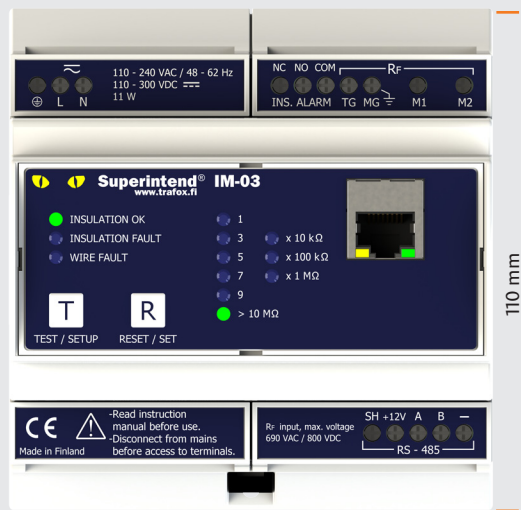 110 - 240 VAC / 48 - 62 Hz
110 - 300 VDC
11 W
L N
NC NO COM RF
INS. ALARM TG MG M1 M2
Superintend® IM-03
www.trafox.fi
INSULATION OK
INSULATION FAULT
WIRE FAULT
1
3 x 10 kΩ
5 x 100 kΩ
7 x 1 MΩ
9
> 10 MΩ
T R
TEST / SETUP RESET / SET
CE
Made in Finland
-Read instruction
manual before use.
-Disconnect from mains
before access to terminals.
RF input, max. voltage
690 VAC / 800 VDC
SH +12V A B —
RS - 485
110 mm